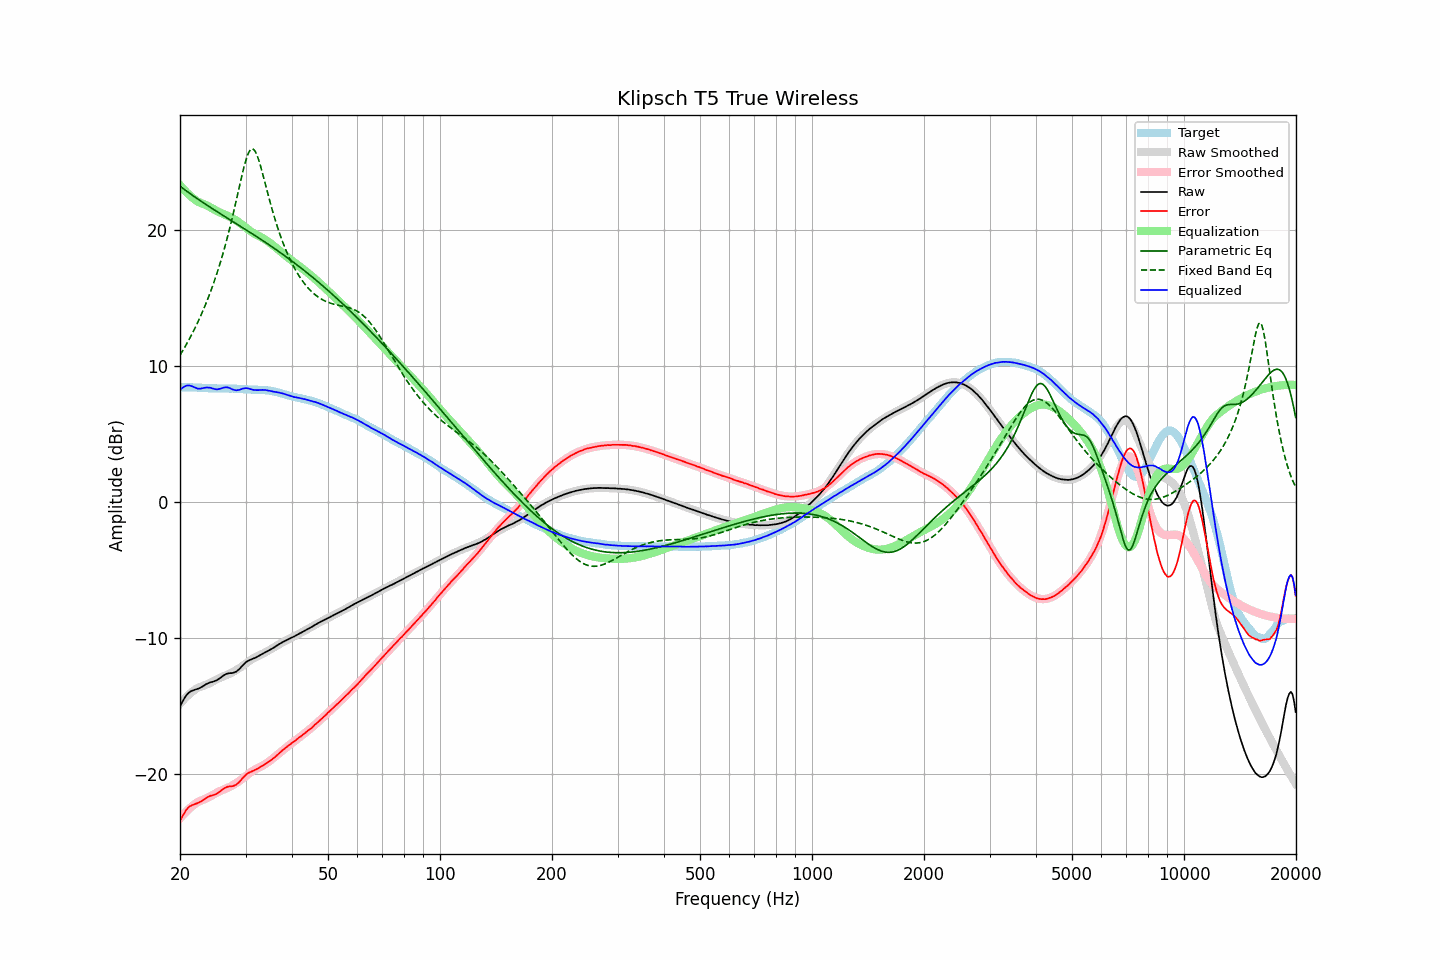 Klipsch T5 True Wireless
Target
Raw Smoothed
Error Smoothed
Raw
Error
Equalization
Parametric Eq
Fixed Band Eq
Equalized
Amplitude (dBr)
20
10
0
−10
−20
20 50 100 200 500 1000 2000 5000 10000 20000
Frequency (Hz)